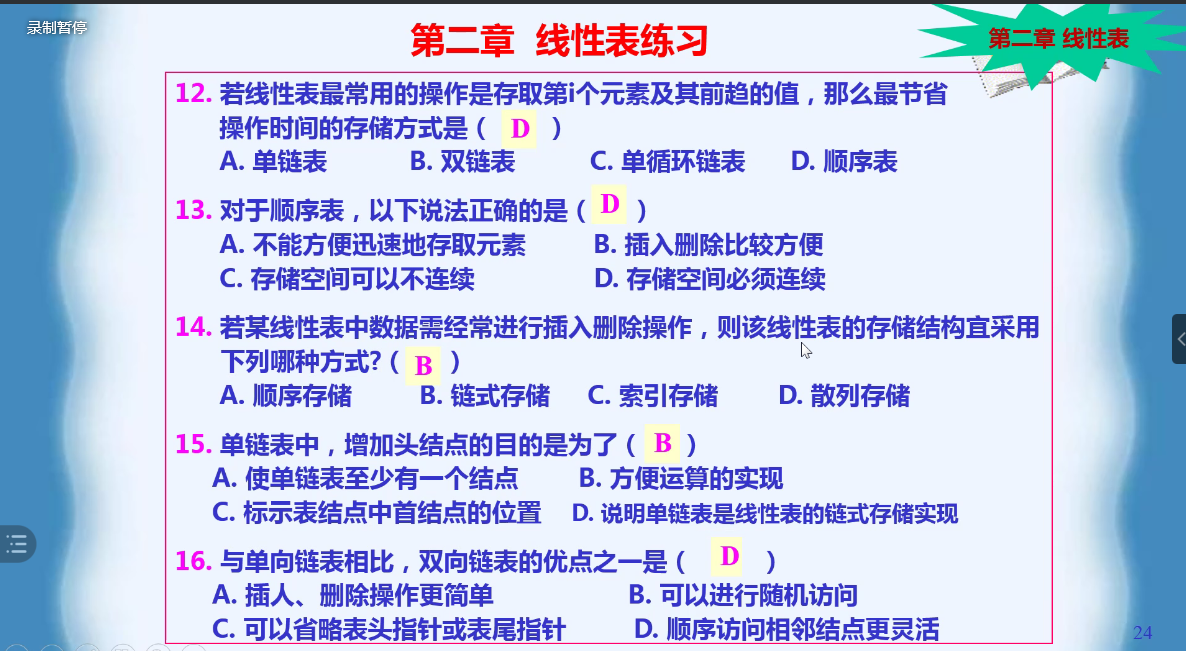 录制暂停
第二章 线性表练习
第二章 线性表
12. 若线性表最常用的操作是存取第i个元素及其前趋的值，那么最节省
操作时间的存储方式是（ D ）
A. 单链表 B. 双链表 C. 单循环链表 D. 顺序表
13. 对于顺序表，以下说法正确的是（ D ）
A. 不能方便迅速地存取元素 B. 插入删除比较方便
C. 存储空间可以不连续 D. 存储空间必须连续
14. 若某线性表中数据需经常进行插入删除操作，则该线性表的存储结构宜采用
下列哪种方式?（ B ）
A. 顺序存储 B. 链式存储 C. 索引存储 D. 散列存储
15. 单链表中，增加头结点的目的是为了（ B ）
A. 使单链表至少有一个结点 B. 方便运算的实现
C. 标示表结点中首结点的位置 D. 说明单链表是线性表的链式存储实现
16. 与单向链表相比，双向链表的优点之一是（ D ）
A. 插人、删除操作更简单 B. 可以进行随机访问
C. 可以省略表头指针或表尾指针 D. 顺序访问相邻结点更灵活
24